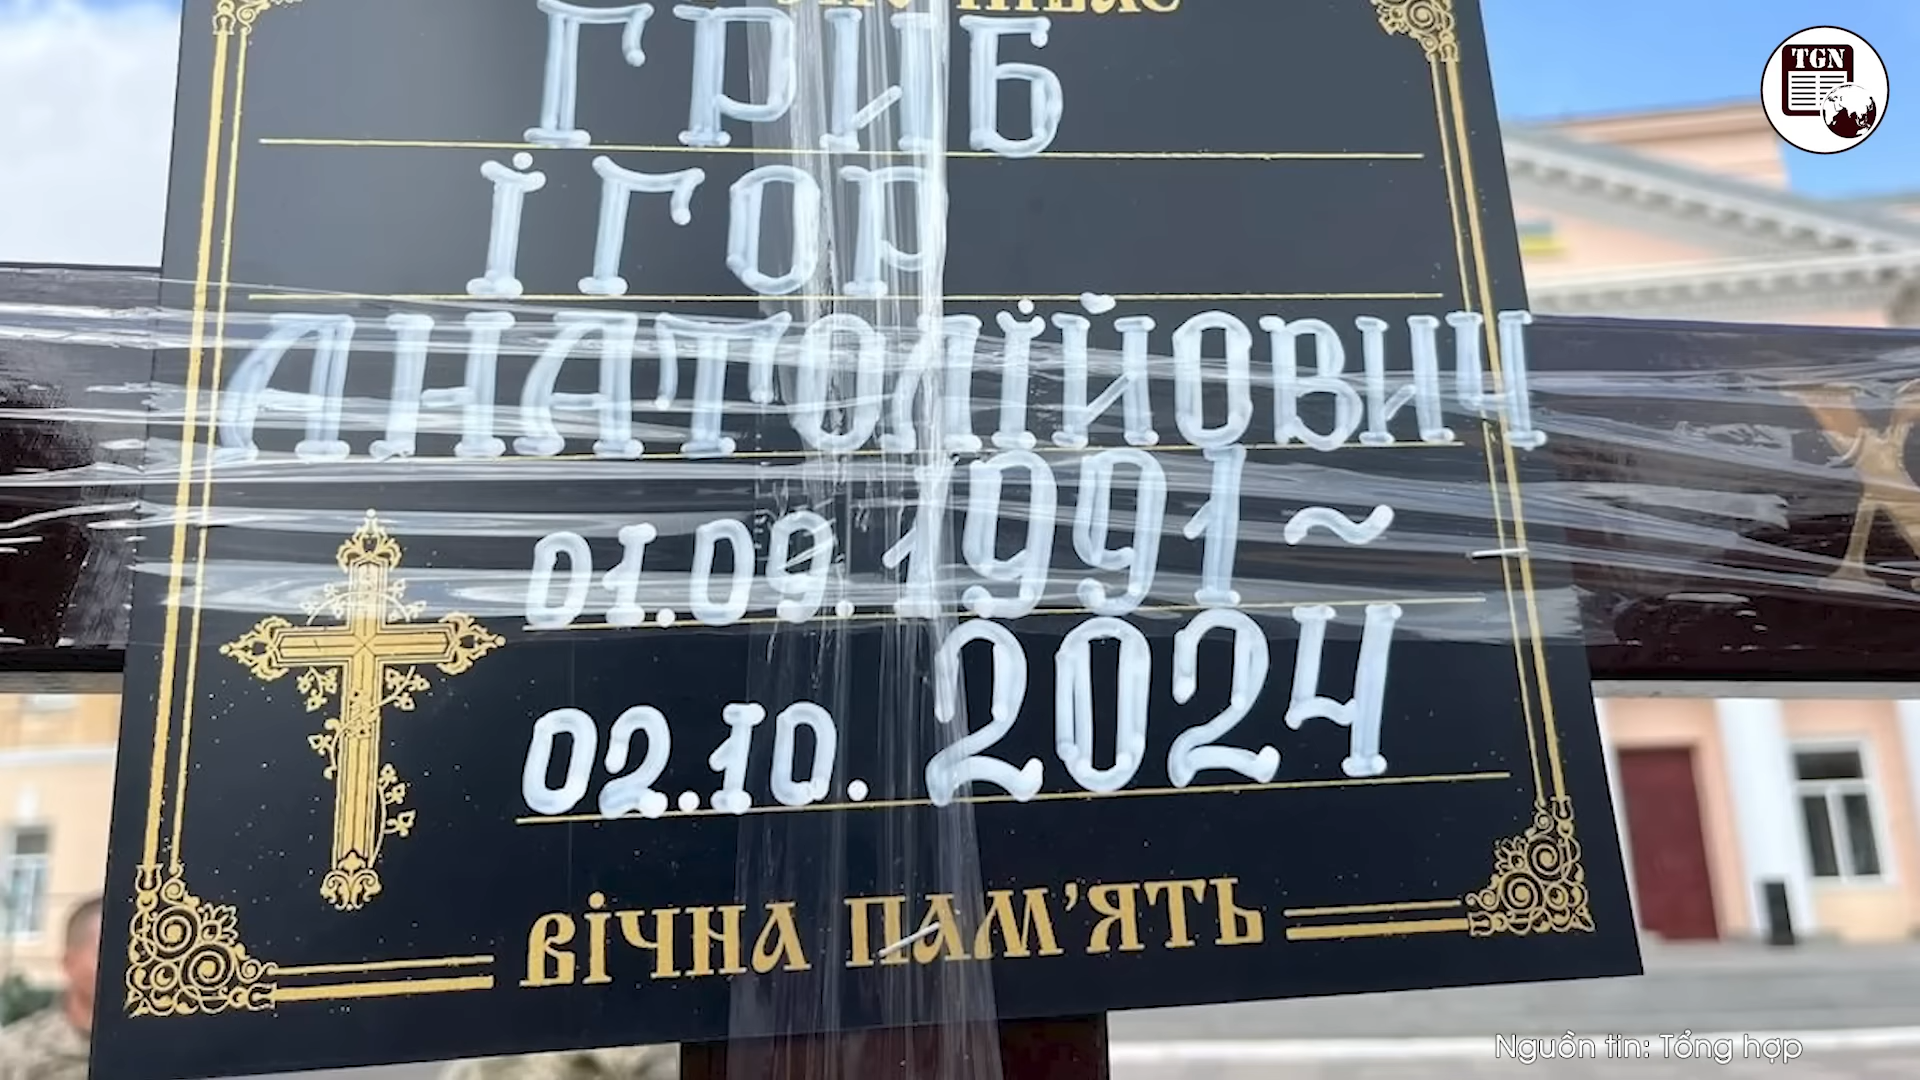 ГРИБ
ІГОР
АНАТОЛІЙОВИЧ
01.09.1991 ~
02.10.2024
ВІЧНА ПАМ'ЯТЬ
TGN
Nguồn tin: Tổng hợp